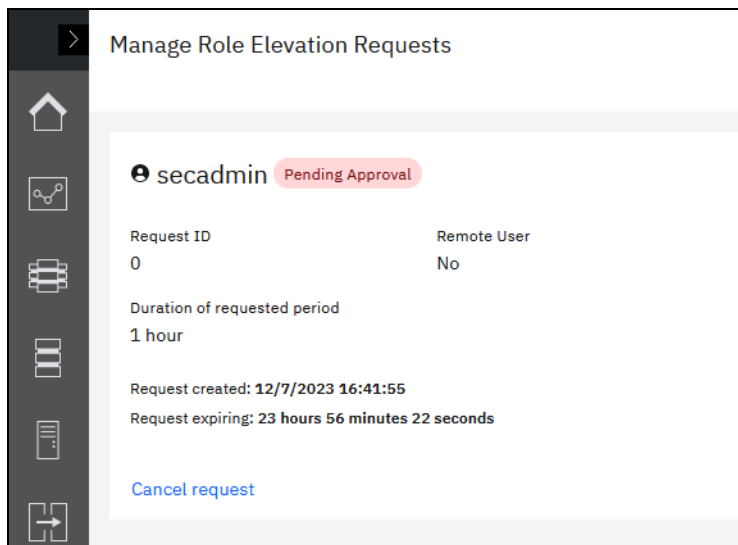 Manage Role Elevation Requests
secadmin Pending Approval
Request ID Remote User
0 No
Duration of requested period
1 hour
Request created: 12/7/2023 16:41:55
Request expiring: 23 hours 56 minutes 22 seconds
Cancel request